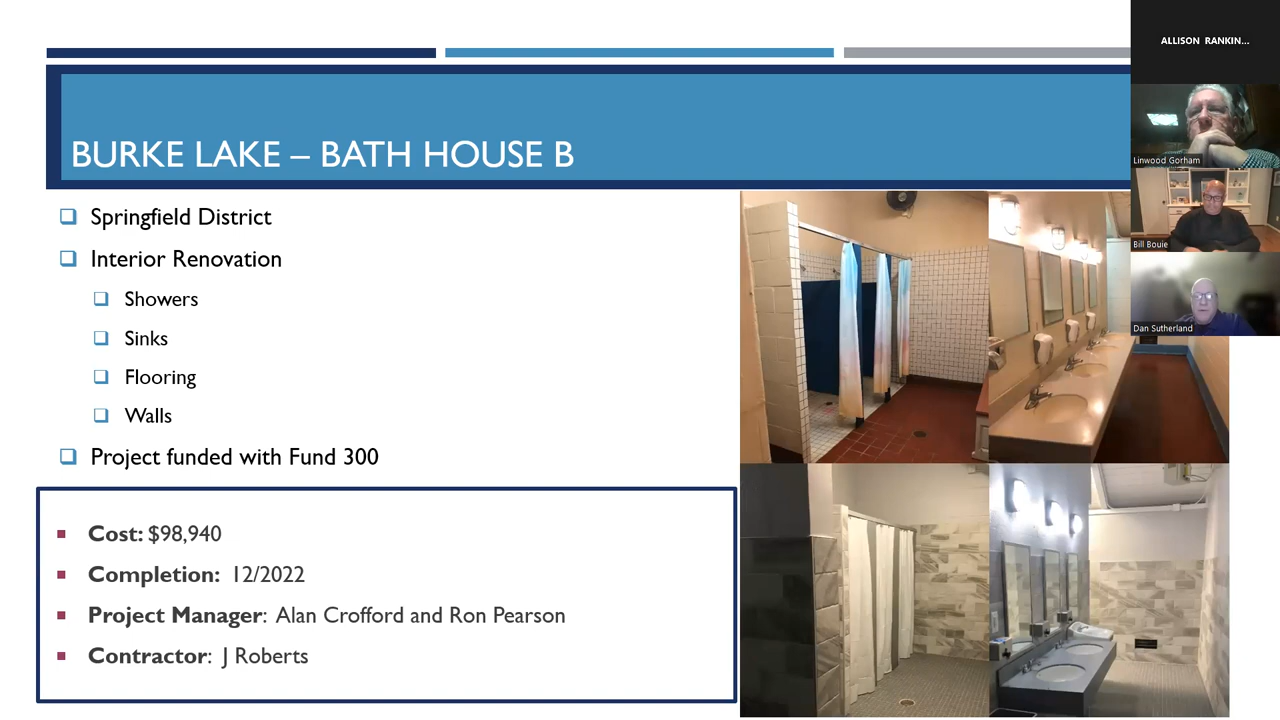 ALLISON RANKIN...
BURKE LAKE – BATH HOUSE B
Linwood Gorham
Bill Bouie
Dan Sutherland
Springfield District
Interior Renovation
Showers
Sinks
Flooring
Walls
Project funded with Fund 300
Cost: $98,940
Completion: 12/2022
Project Manager: Alan Crofford and Ron Pearson
Contractor: J Roberts